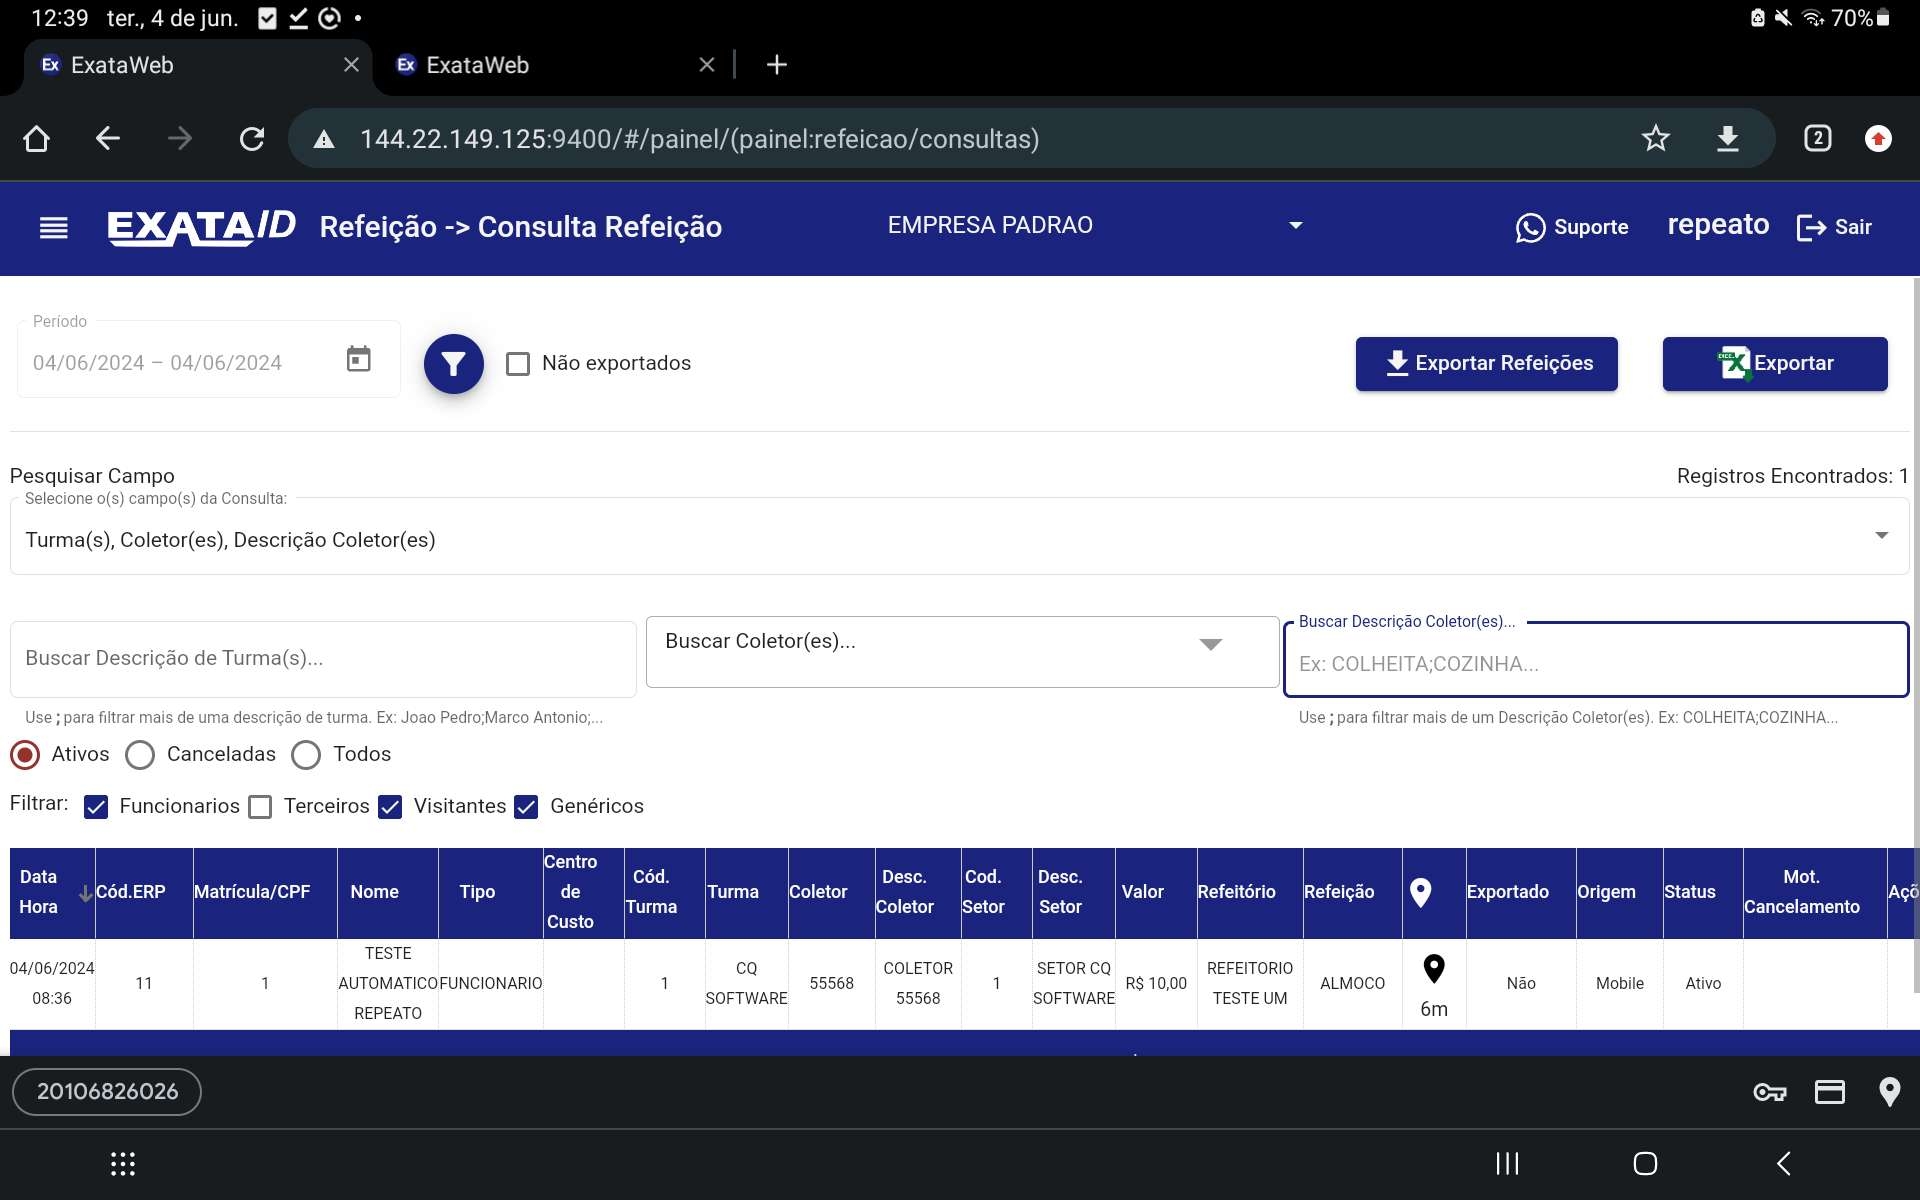 12:39 ter., 4 de jun. 70%
Ex ExataWeb Ex ExataWeb
144.22.149.125:9400/#/painel/(painel:refeicao/consultas) 2
EXATA/D Refeição -> Consulta Refeição EMPRESA PADRAO Suporte repeato Sair
Período
04/06/2024 – 04/06/2024 Não exportados Exportar Refeições Exportar
Pesquisar Campo Registros Encontrados: 1
Selecione o(s) campo(s) da Consulta:
Turma(s), Coletor(es), Descrição Coletor(es)
Buscar Descrição Coletor(es)...
Buscar Descrição de Turma(s)... Buscar Coletor(es)... Ex: COLHEITA;COZINHA...
Use ; para filtrar mais de uma descrição de turma. Ex: Joao Pedro;Marco Antonio;... Use ; para filtrar mais de um Descrição Coletor(es). Ex: COLHEITA;COZINHA...
Ativos Canceladas Todos
Filtrar: Funcionarios Terceiros Visitantes Genéricos
Data Hora Cód.ERP Matrícula/CPF Nome Tipo Centro de Custo Cód. Turma Turma Coletor Desc. Coletor Cod. Setor Desc. Setor Valor Refeitório Refeição Exportado Origem Status Mot. Cancelamento Açõ
04/06/2024 08:36 11 1 TESTE AUTOMATICO REPEATO FUNCIONARIO 1 CQ SOFTWARE 55568 COLETOR 55568 1 SETOR CQ SOFTWARE R$ 10,00 REFEITORIO TESTE UM ALMOCO 6m Não Mobile Ativo
20106826026